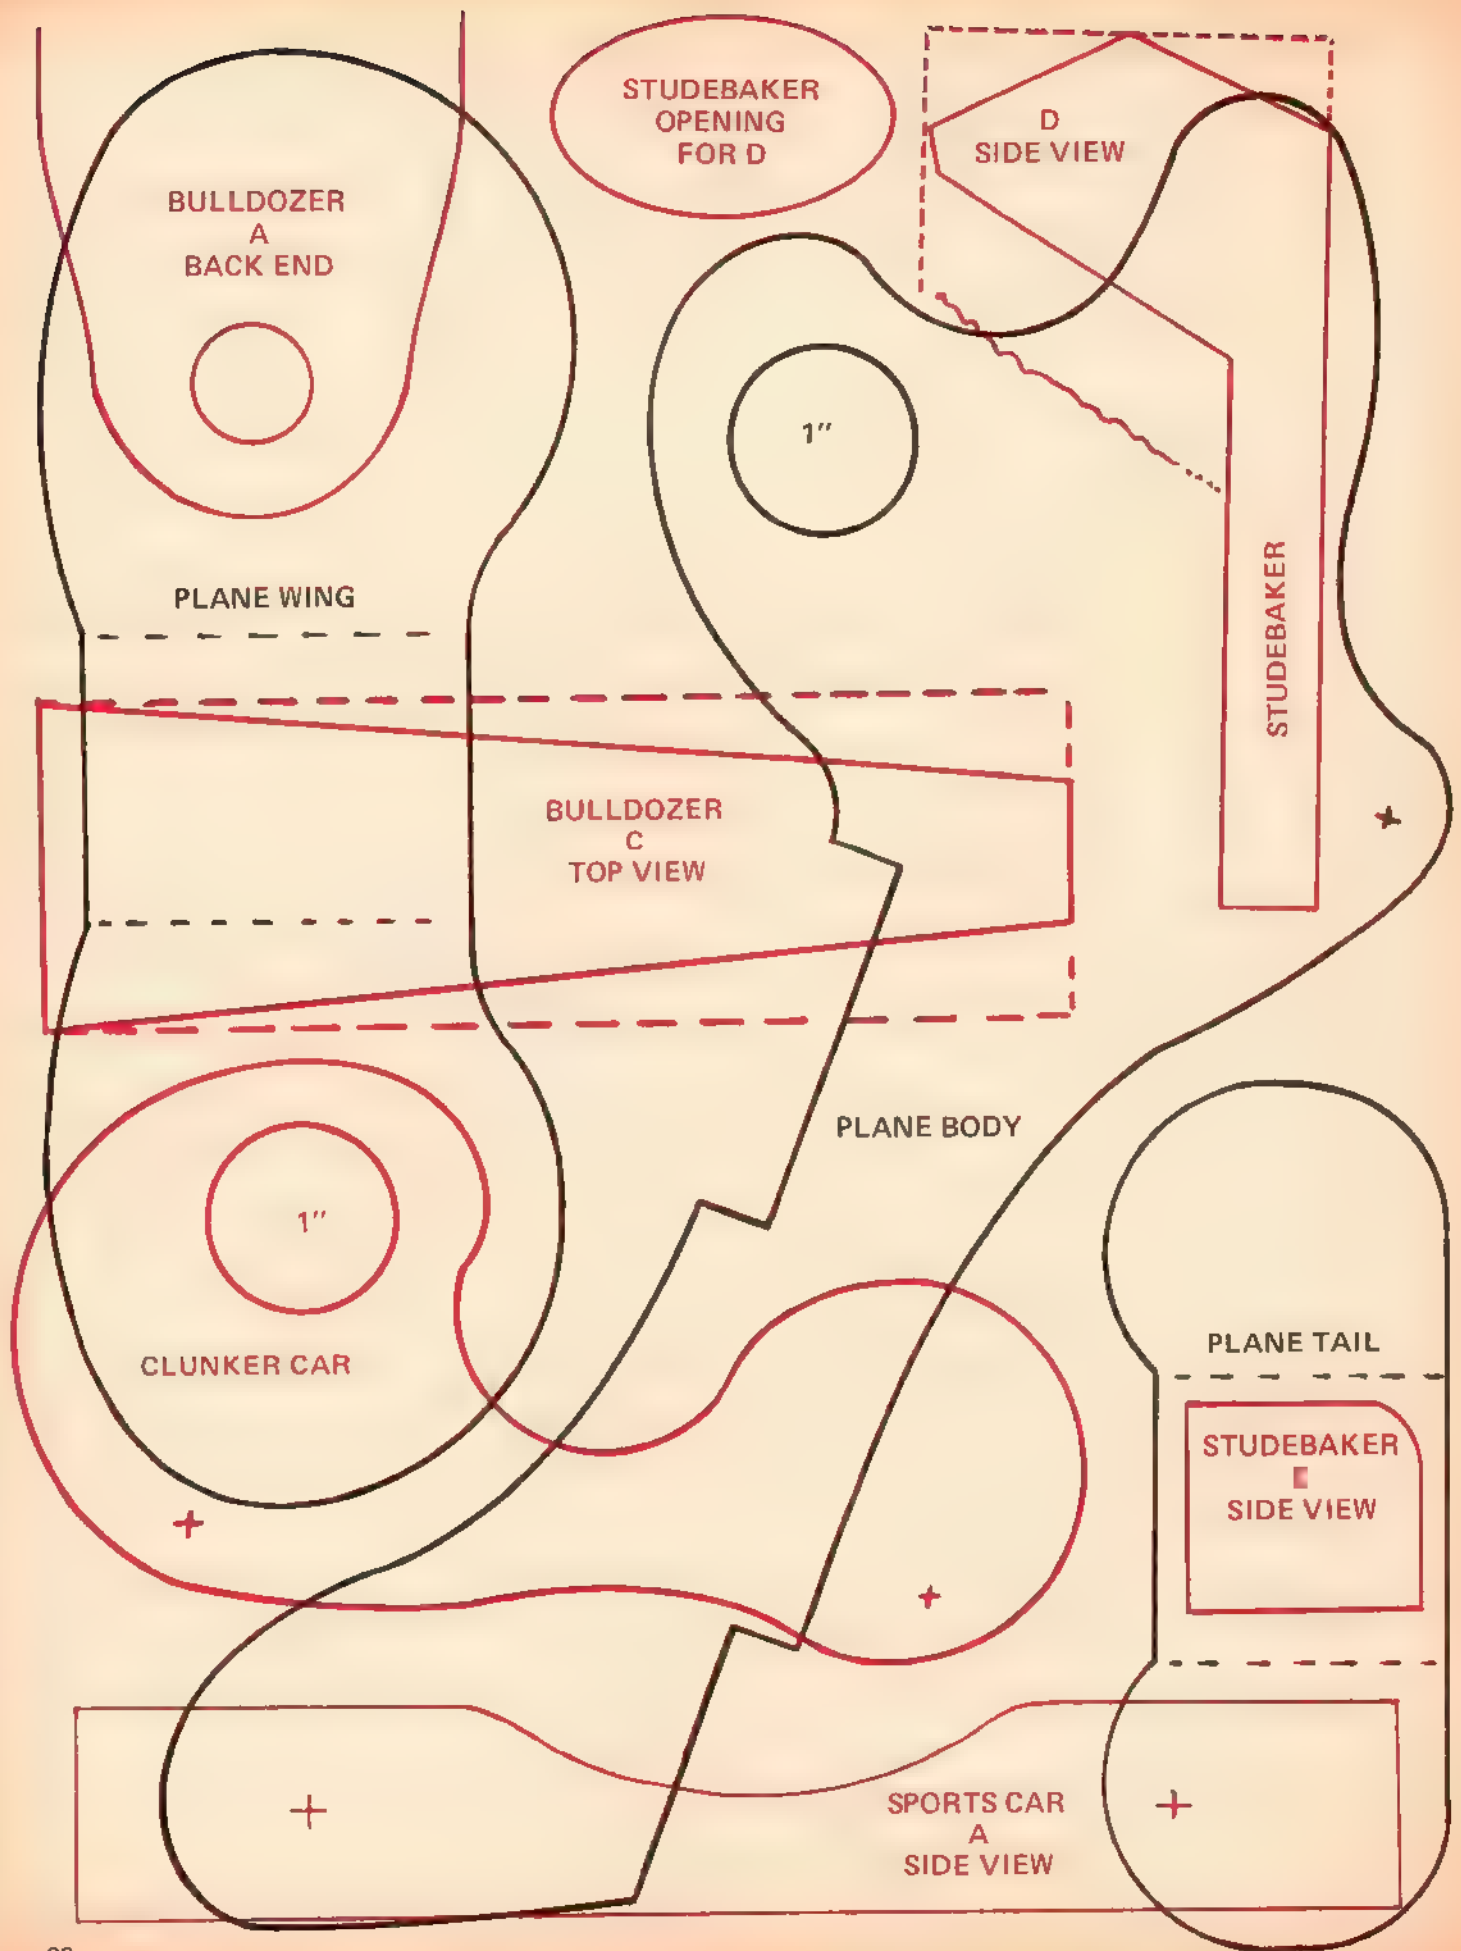 STUDEBAKER
OPENING
FOR D
D
SIDE VIEW
BULLDOZER
A
BACK END
1"
STUDEBAKER
PLANE WING
BULLDOZER
C
TOP VIEW
PLANE BODY
1"
CLUNKER CAR
PLANE TAIL
STUDEBAKER
SIDE VIEW
SPORTS CAR
A
SIDE VIEW